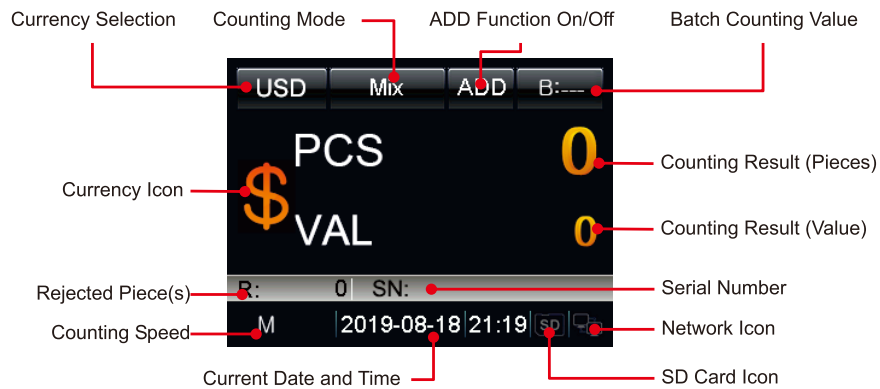 Currency Selection
Counting Mode
ADD Function On/Off
Batch Counting Value
USD
Mix
ADD
B:---
PCS
0
Counting Result (Pieces)
Currency Icon
$
VAL
0
Counting Result (Value)
Rejected Piece(s)
R: 0
SN:
Serial Number
Counting Speed
M
2019-08-18
21:19
SD
Network Icon
Current Date and Time
SD Card Icon